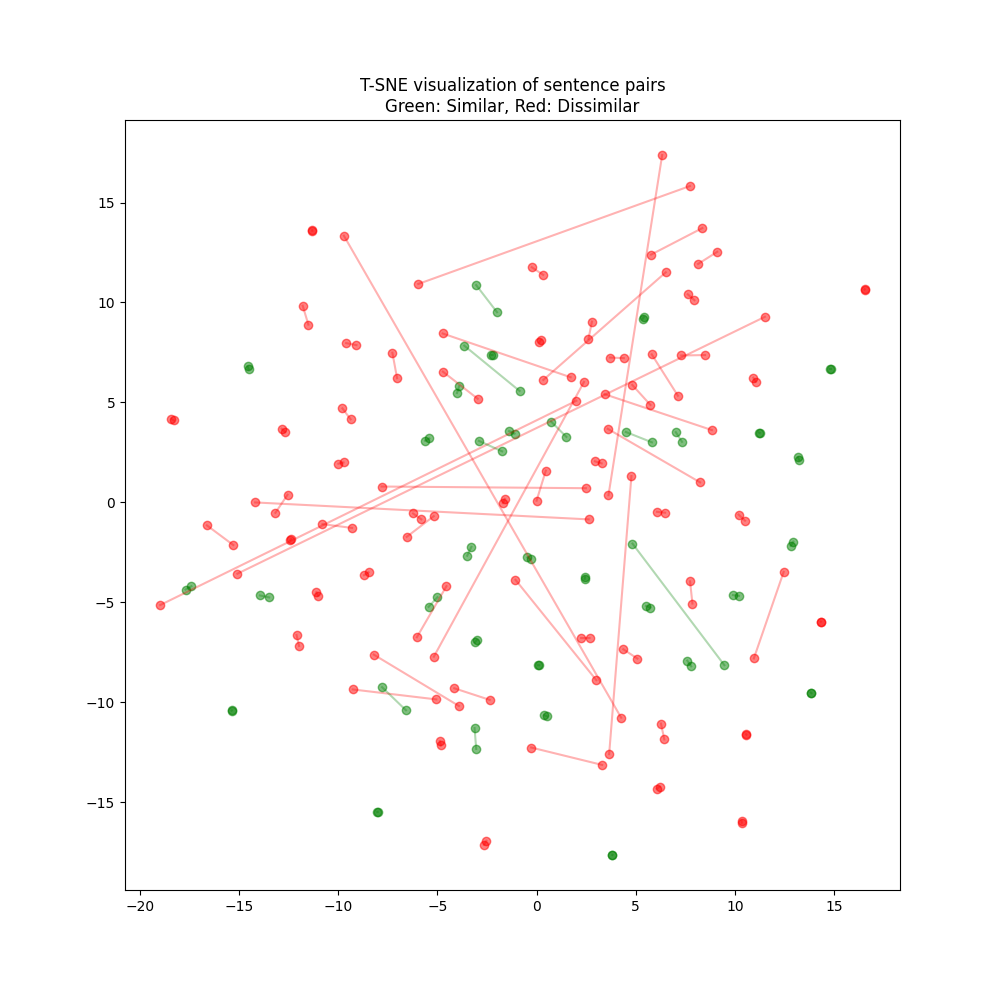 T-SNE visualization of sentence pairs
Green: Similar, Red: Dissimilar
15
10
5
0
−5
−10
−15
−20 −15 −10 −5 0 5 10 15